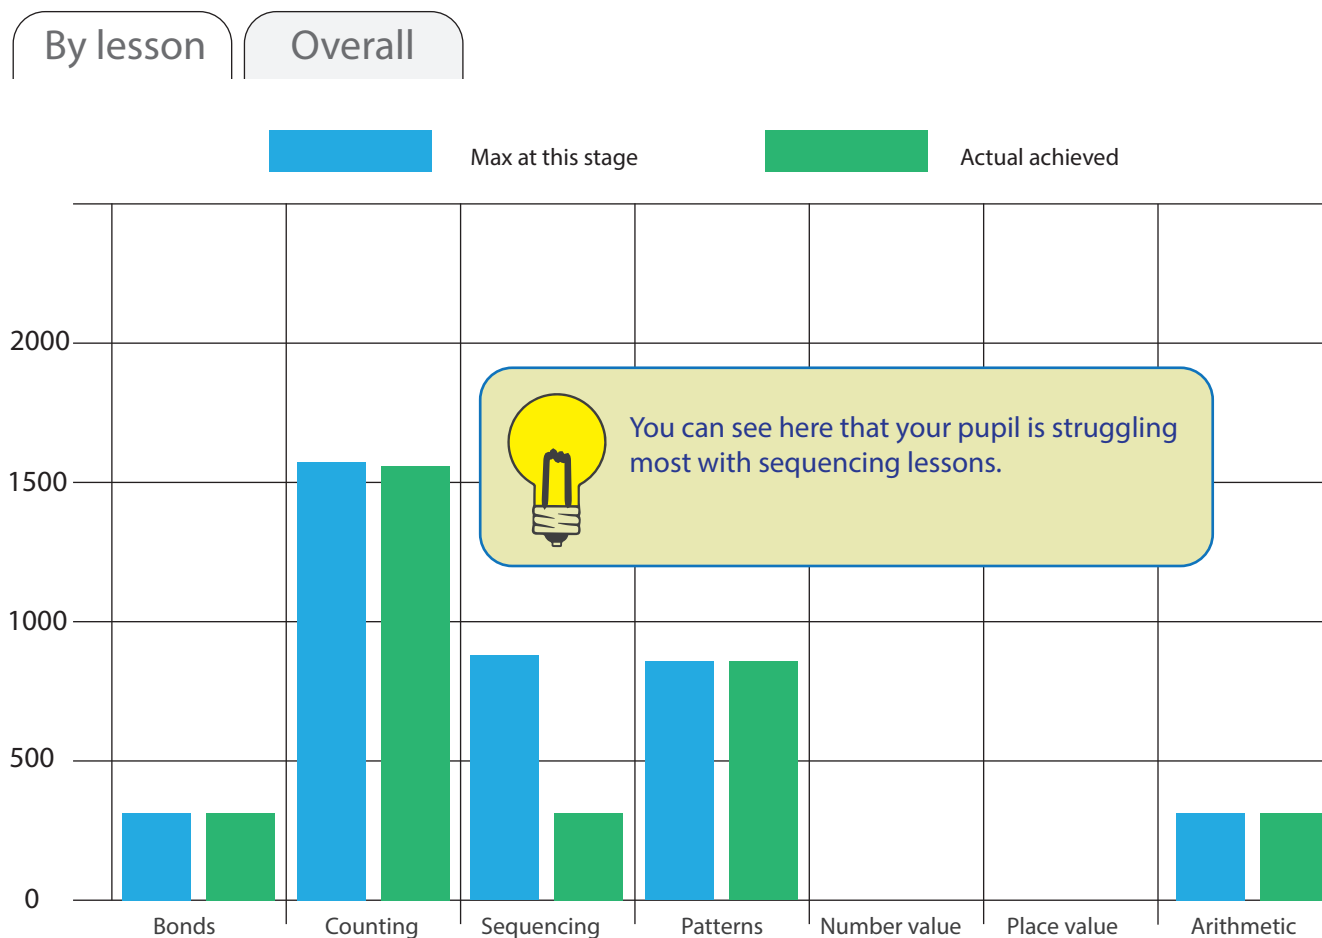 By lesson Overall
Max at this stage Actual achieved
2000
You can see here that your pupil is struggling
most with sequencing lessons.
1500
1000
500
0
Bonds Counting Sequencing Patterns Number value Place value Arithmetic